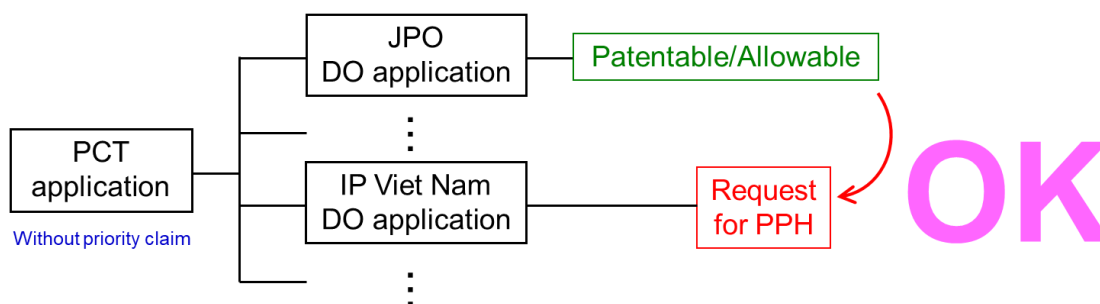 JPO
DO application
Patentable/Allowable
PCT
application
Without priority claim
IP Viet Nam
DO application
Request
for PPH
OK